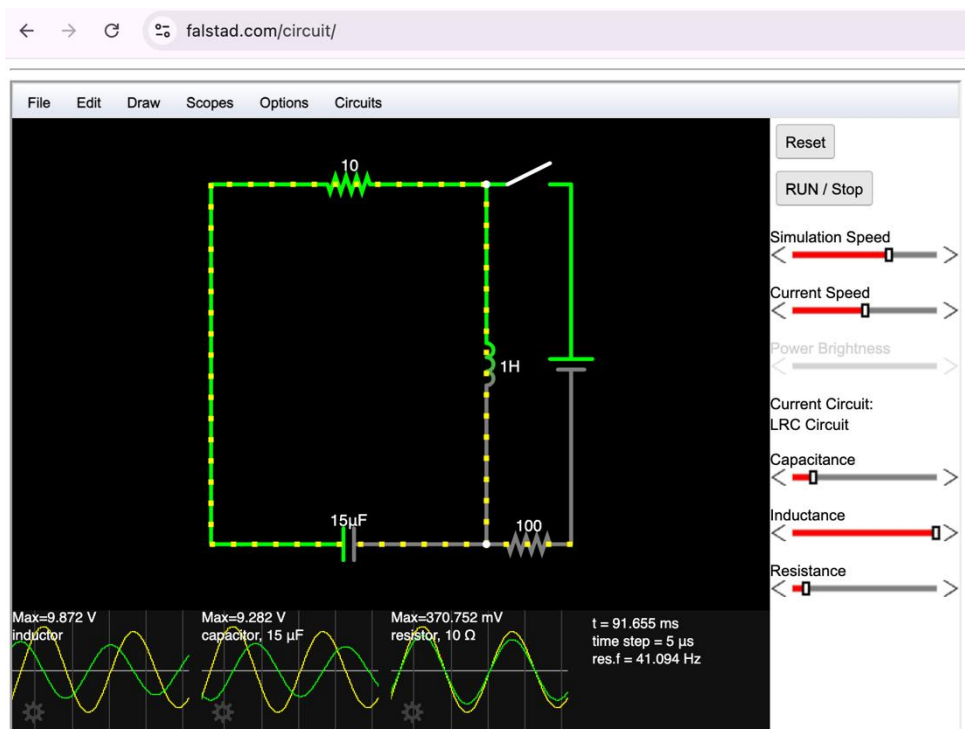 falstad.com/circuit/
File Edit Draw Scopes Options Circuits
Reset
RUN / Stop
Simulation Speed
Current Speed
Power Brightness
Current Circuit:
LRC Circuit
Capacitance
Inductance
Resistance
10
1H
15µF
100
Max=9.872 V
inductor
Max=9.282 V
capacitor, 15 µF
Max=370.752 mV
resistor, 10 Ω
t = 91.655 ms
time step = 5 µs
res.f = 41.094 Hz